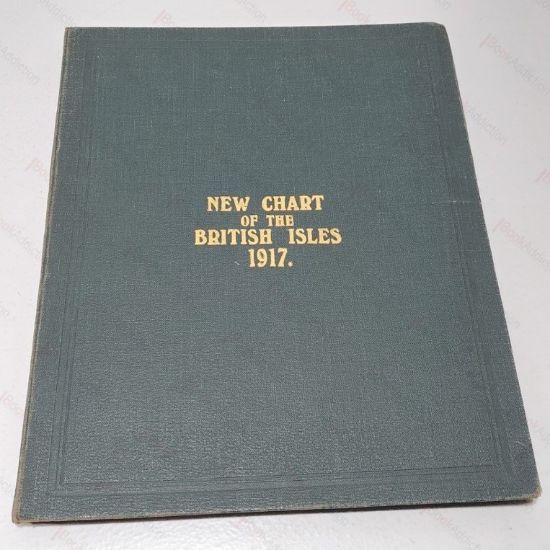 NEW CHART
OF THE
BRITISH ISLES
1917.